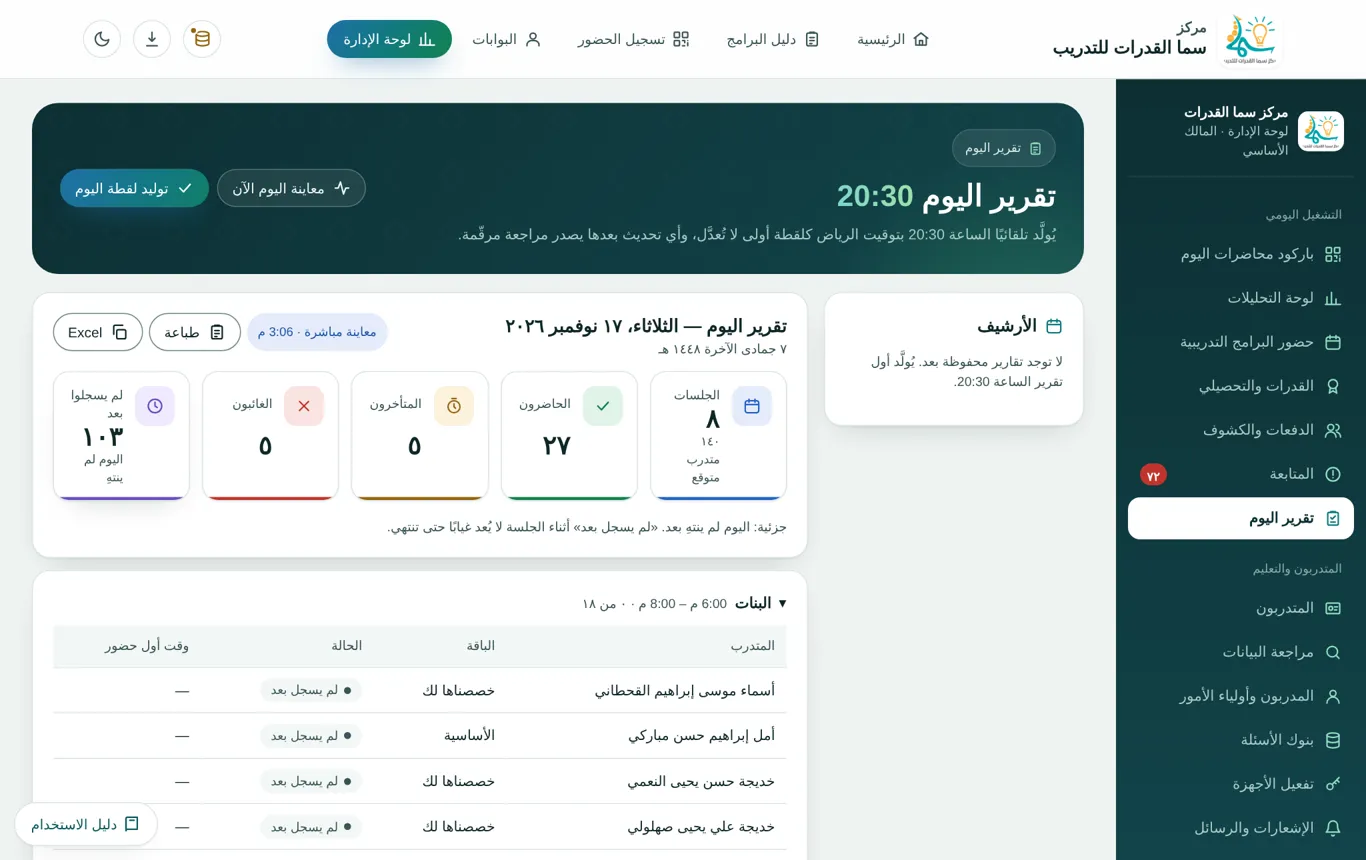 مركز
سما القدرات للتدريب
الرئيسية
دليل البرامج
تسجيل الحضور
البوابات
لوحة الإدارة
مركز سما القدرات
لوحة الإدارة · المالك
الأساسي
التشغيل اليومي
باركود محاضرات اليوم
لوحة التحليلات
حضور البرامج التدريبية
القدرات والتحصيلي
الدفعات والكشوف
المتابعة
٧٢
تقرير اليوم
المتدربون والتعليم
المتدربون
مراجعة البيانات
المدربون وأولياء الأمور
بنوك الأسئلة
تفعيل الأجهزة
الإشعارات والرسائل
تقرير اليوم
تقرير اليوم 20:30
يُولَّد تلقائيًا الساعة 20:30 بتوقيت الرياض كلقطة أولى لا تُعدَّل، وأي تحديث بعدها يصدر مراجعة مرقّمة.
معاينة اليوم الآن
توليد لقطة اليوم
الأرشيف
لا توجد تقارير محفوظة بعد. يُولَّد أول
تقرير الساعة 20:30.
تقرير اليوم — الثلاثاء، ١٧ نوفمبر ٢٠٢٦
٧ جمادى الآخرة ١٤٤٨ هـ
معاينة مباشرة · 3:06 م
طباعة
Excel
الجلسات
٨
١٤٠
متدرب
متوقع
الحاضرون
٢٧
المتأخرون
٥
الغائبون
٥
لم يسجلوا
بعد
١٠٣
اليوم لم
ينتهِ
جزئية: اليوم لم ينتهِ بعد. «لم يسجل بعد» أثناء الجلسة لا يُعد غيابًا حتى تنتهي.
▼ البنات 6:00 م – 8:00 م · ٠ من ١٨
المتدرب الباقة الحالة وقت أول حضور
أسماء موسى إبراهيم القحطاني خصصناها لك لم يسجل بعد —
أمل إبراهيم حسن مباركي الأساسية لم يسجل بعد —
خديجة حسن يحيى النعمي خصصناها لك لم يسجل بعد —
خديجة علي يحيى صهلولي خصصناها لك لم يسجل بعد —
دليل الاستخدام